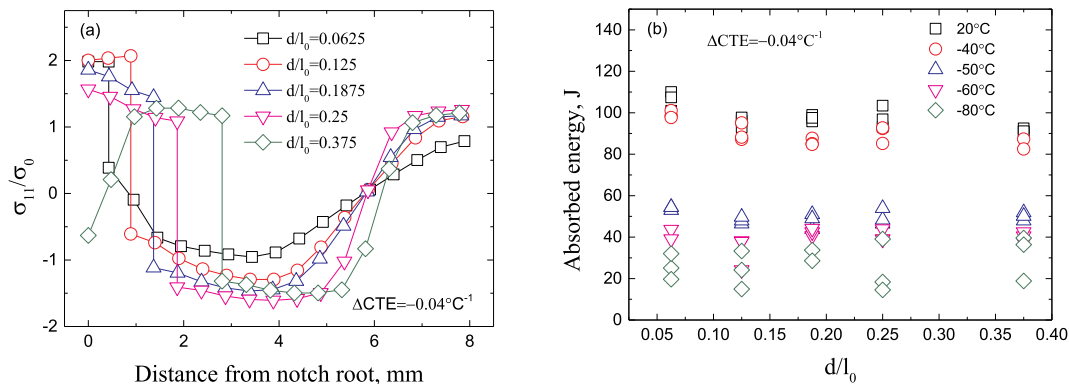 (a)
d/l₀=0.0625
d/l₀=0.125
d/l₀=0.1875
d/l₀=0.25
d/l₀=0.375
ΔCTE=−0.04°C⁻¹
2
1
0
-1
-2
σ₁₁/σ₀
0
2
4
6
8
Distance from notch root, mm
(b)
ΔCTE=−0.04°C⁻¹
20°C
-40°C
-50°C
-60°C
-80°C
140
120
100
80
60
40
20
0
Absorbed energy, J
0.05
0.10
0.15
0.20
0.25
0.30
0.35
0.40
d/l₀